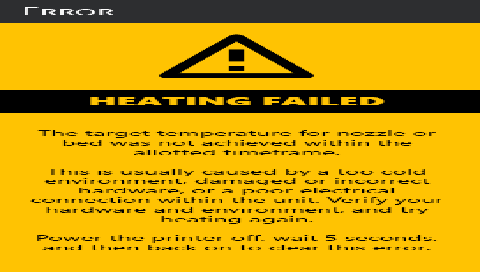 Error
HEATING FAILED
The target temperature for nozzle or
bed was not achieved within the
allotted timeframe.
This is usually caused by a too cold
environment, damaged or incorrect
hardware, or a poor electrical
connection within the unit. Verify your
hardware and environment, and try
heating again.
Power the printer off, wait 5 seconds,
and then back on to clear this error.